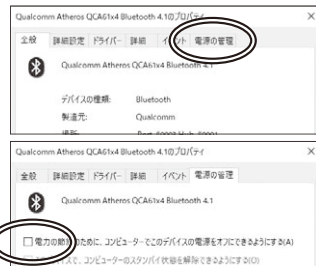 Qualcomm Atheros QCA61x4 Bluetooth 4.1のプロパティ
全般 詳細設定 ドライバー 詳細 イベント 電源の管理
Qualcomm Atheros QCA61x4 Bluetooth 4.1
デバイスの種類: Bluetooth
製造元: Qualcomm
Qualcomm Atheros QCA61x4 Bluetooth 4.1のプロパティ
全般 詳細設定 ドライバー 詳細 イベント 電源の管理
Qualcomm Atheros QCA61x4 Bluetooth 4.1
電力の節約のために、コンピューターでこのデバイスの電源をオフにできるようにする(A)
デバイスで、コンピューターのスタンバイ状態を解除できるようにする(O)